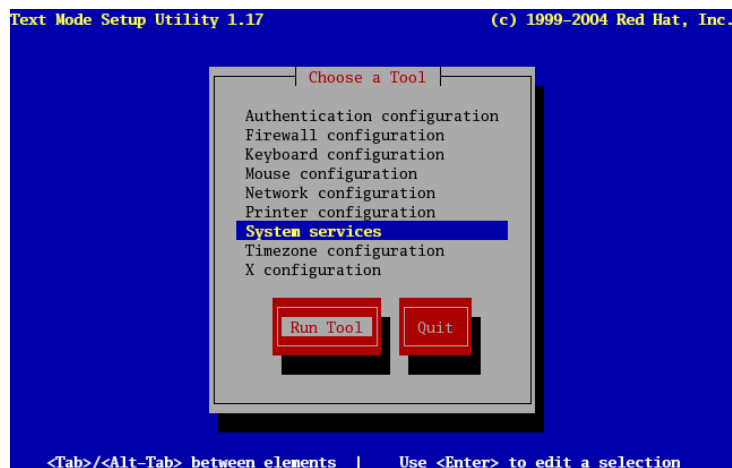 Text Mode Setup Utility 1.17 (c) 1999-2004 Red Hat, Inc.
Choose a Tool
Authentication configuration
Firewall configuration
Keyboard configuration
Mouse configuration
Network configuration
Printer configuration
System services
Timezone configuration
X configuration
Run Tool Quit
<Tab>/<Alt-Tab> between elements | Use <Enter> to edit a selection